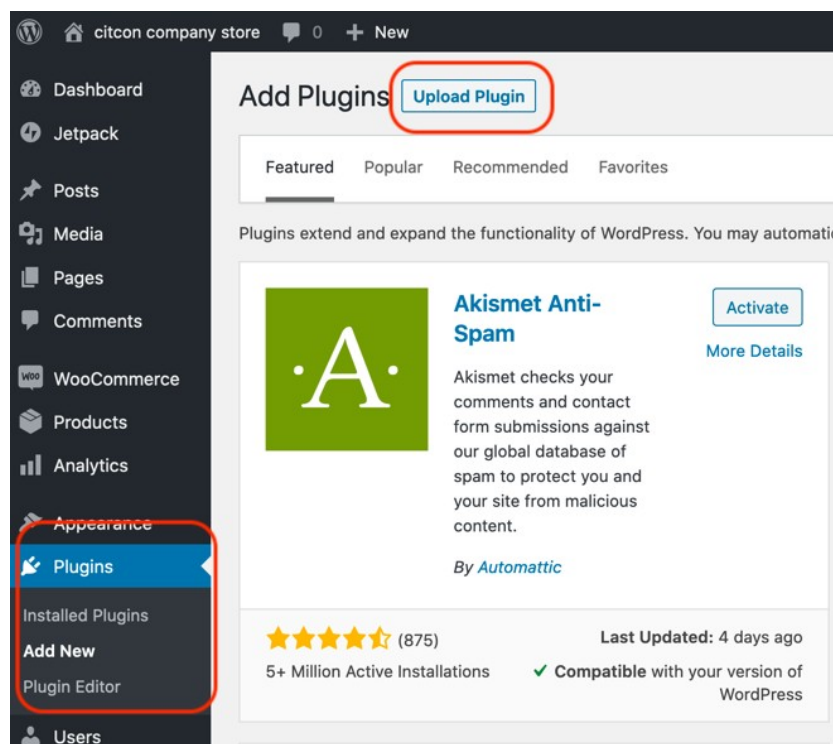 citcon company store 0 + New
Dashboard
Jetpack
Posts
Media
Pages
Comments
WooCommerce
Products
Analytics
Appearance
Plugins
Installed Plugins
Add New
Plugin Editor
Users
Add Plugins Upload Plugin
Featured Popular Recommended Favorites
Plugins extend and expand the functionality of WordPress. You may automatic
·A·
Akismet Anti-
Spam
Activate
More Details
Akismet checks your
comments and contact
form submissions against
our global database of
spam to protect you and
your site from malicious
content.
By Automattic
(875)
5+ Million Active Installations
Last Updated: 4 days ago
✓ Compatible with your version of
WordPress